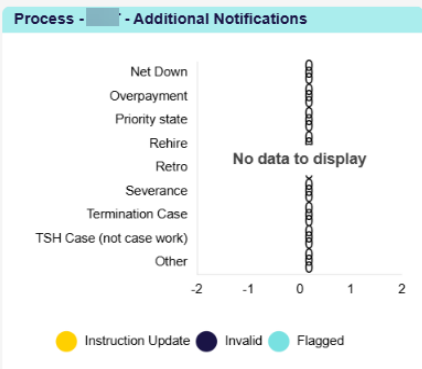 Process - - Additional Notifications
Net Down
Overpayment
Priority state
Rehire
No data to display
Retro
Severance
Termination Case
TSH Case (not case work)
Other
-2 -1 0 1 2
Instruction Update Invalid Flagged